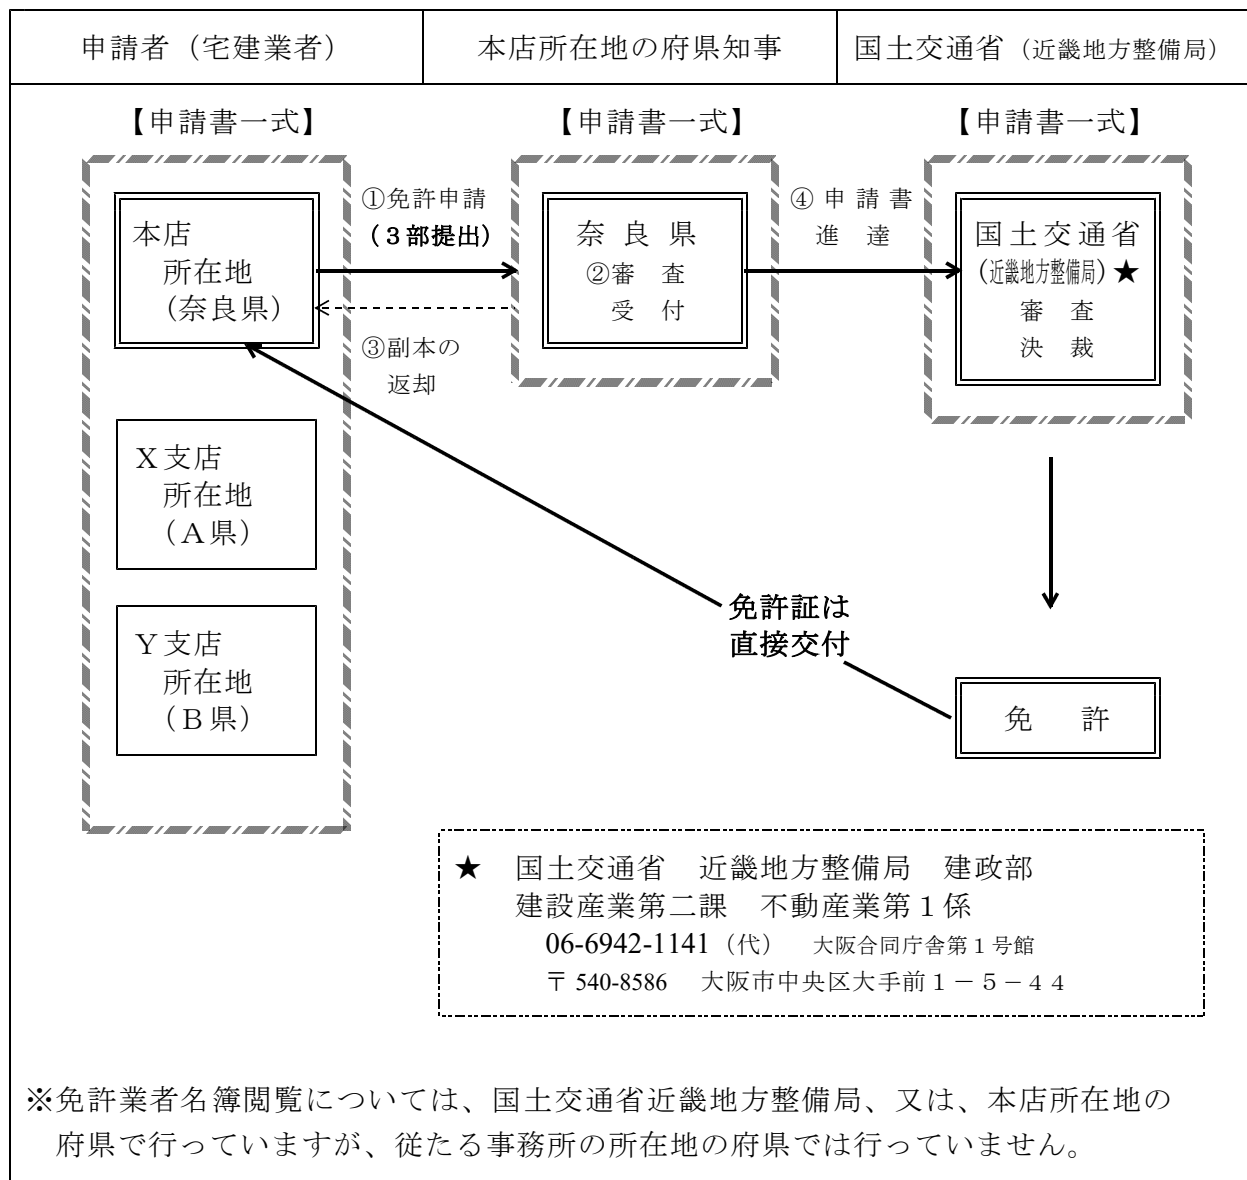 申請者（宅建業者）
本店所在地の府県知事
国土交通省（近畿地方整備局）
【申請書一式】
【申請書一式】
【申請書一式】
本店
所在地
（奈良県）
①免許申請
（３部提出）
奈良県
②審査
受付
④申請書
進達
国土交通省
（近畿地方整備局）★
審査
決裁
③副本の
返却
Ｘ支店
所在地
（Ａ県）
Ｙ支店
所在地
（Ｂ県）
免許証は
直接交付
免許
★　国土交通省　近畿地方整備局　建政部
建設産業第二課　不動産業第１係
06-6942-1141（代）　大阪合同庁舎第１号館
〒540-8586　大阪市中央区大手前１－５－４４
※免許業者名簿閲覧については、国土交通省近畿地方整備局、又は、本店所在地の
府県で行っていますが、従たる事務所の所在地の府県では行っていません。